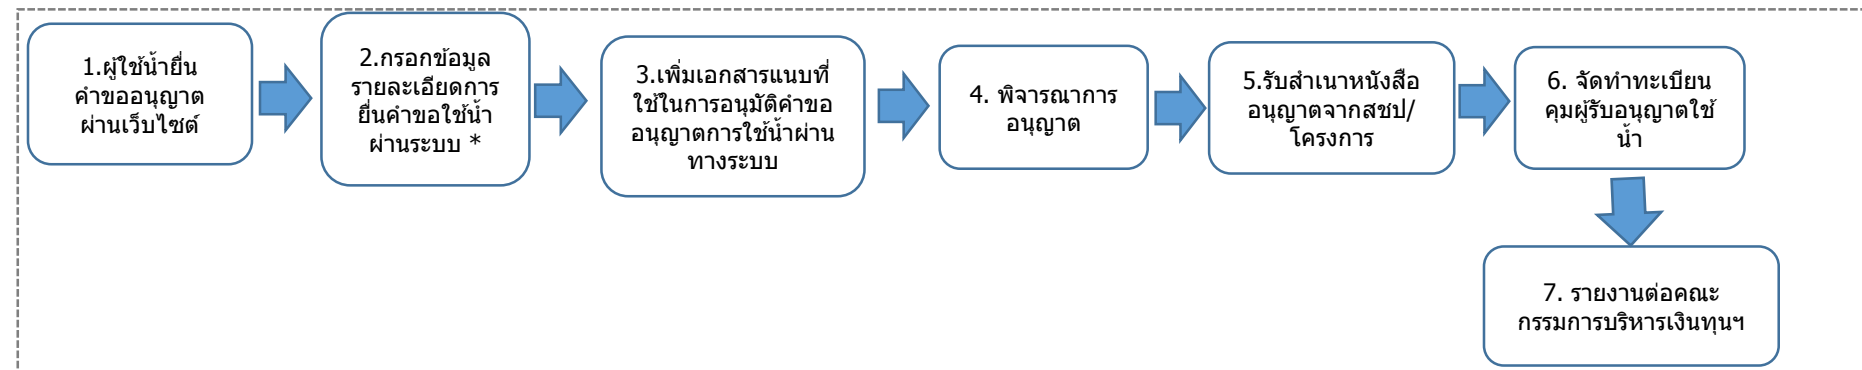 1.ผู้ใช้น้ำยื่น
คำขออนุญาต
ผ่านเว็บไซต์
2.กรอกข้อมูล
รายละเอียดการ
ยื่นคำขอใช้น้ำ
ผ่านระบบ *
3.เพิ่มเอกสารแนบที่
ใช้ในการอนุมัติคำขอ
อนุญาตการใช้น้ำผ่าน
ทางระบบ
4. พิจารณาการ
อนุญาต
5.รับสำเนาหนังสือ
อนุญาตจากสชป/
โครงการ
6. จัดทำทะเบียน
คุมผู้รับอนุญาตใช้
น้ำ
7. รายงานต่อคณะ
กรรมการบริหารเงินทุนฯ